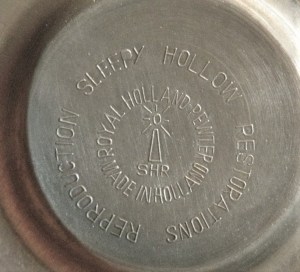 SLEEPY HOLLOW RESTORATIONS REPRODUCTION
ROYAL HOLLAND PEWTER
MADE IN HOLLAND
SHR